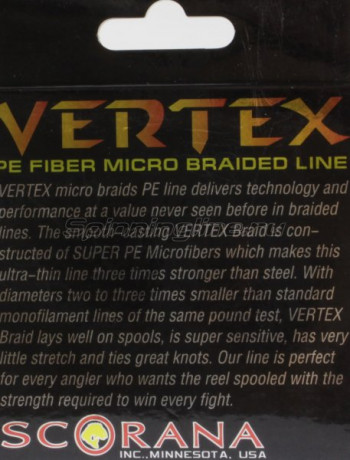 VERTEX
PE FIBER MICRO BRAIDED LINE
VERTEX micro braids PE line delivers technology and
performance at a value never seen before in braided
lines. The smooth casting VERTEX Braid is con-
structed of SUPER PE Microfibers which makes this
ultra-thin line three times stronger than steel. With
diameters two to three times smaller than standard
monofilament lines of the same pound test, VERTEX
Braid lays well on spools, is super sensitive, has very
little stretch and ties great knots. Our line is perfect
for every angler who wants the reel spooled with the
strength required to win every fight.
SCORANA
INC.,MINNESOTA, USA